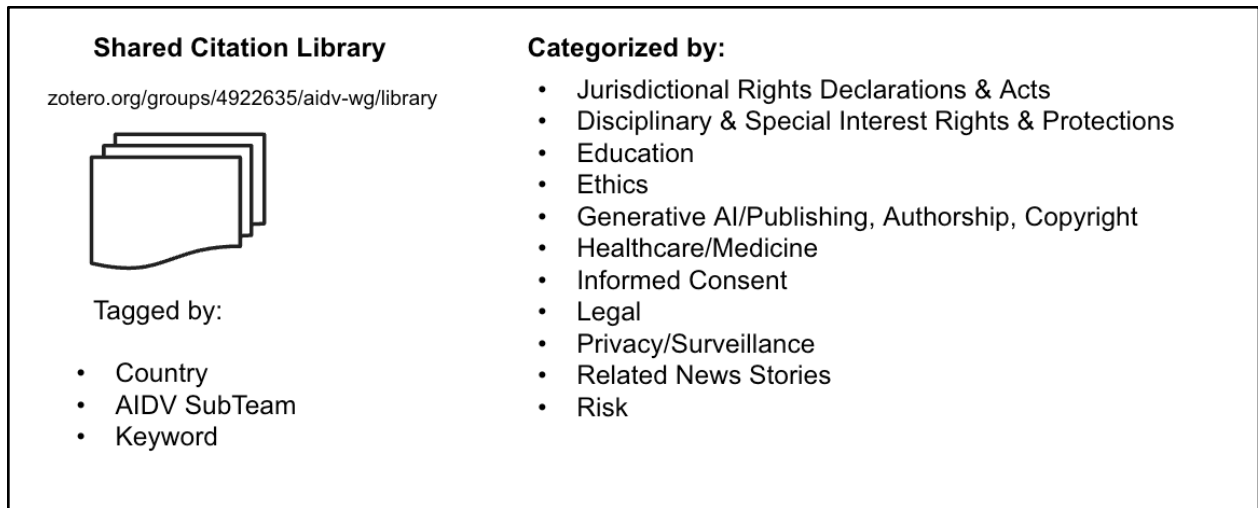 Shared Citation Library
zotero.org/groups/4922635/aidv-wg/library
Tagged by:
• Country
• AIDV SubTeam
• Keyword
Categorized by:
• Jurisdictional Rights Declarations & Acts
• Disciplinary & Special Interest Rights & Protections
• Education
• Ethics
• Generative AI/Publishing, Authorship, Copyright
• Healthcare/Medicine
• Informed Consent
• Legal
• Privacy/Surveillance
• Related News Stories
• Risk